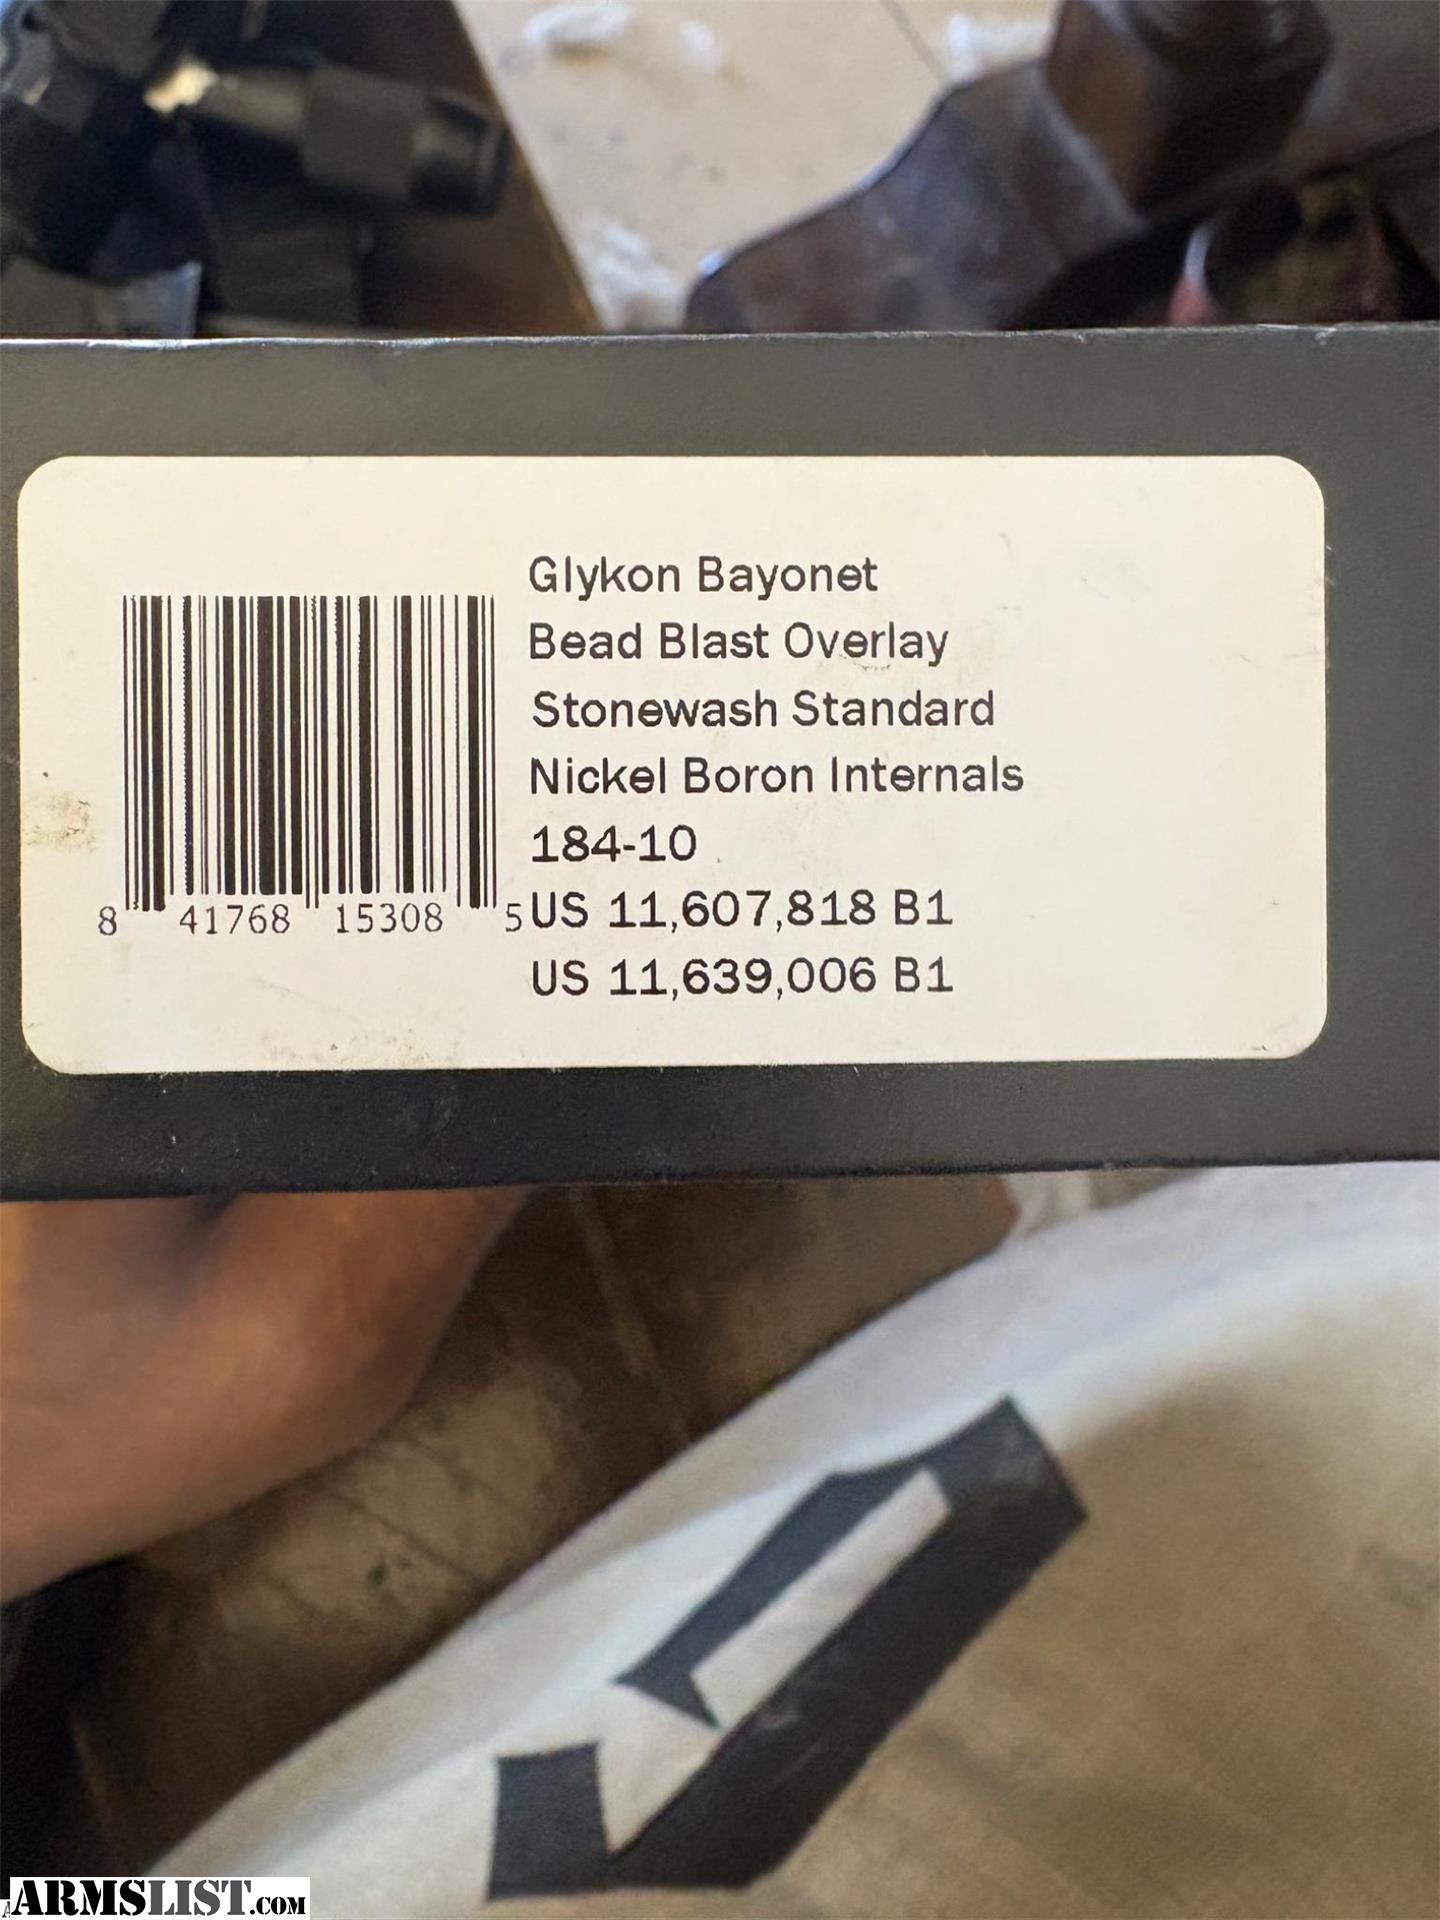 Glykon Bayonet
Bead Blast Overlay
Stonewash Standard
Nickel Boron Internals
184-10
US 11,607,818 B1
US 11,639,006 B1
8 41768 15308 5
ARMSLIST.COM